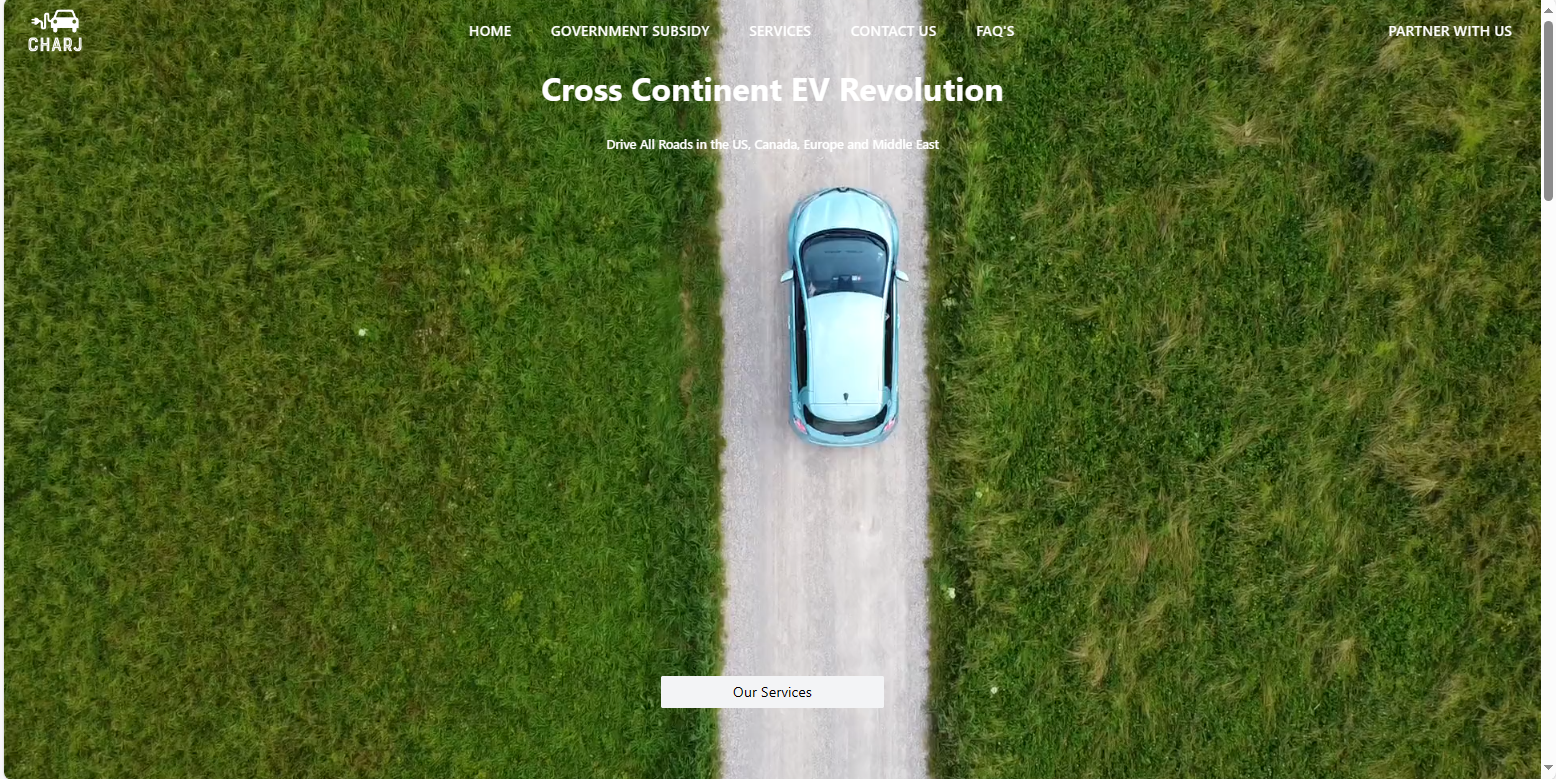 CHARJ
HOME GOVERNMENT SUBSIDY SERVICES CONTACT US FAQ'S PARTNER WITH US
Cross Continent EV Revolution
Drive All Roads in the US, Canada, Europe and Middle East
Our Services